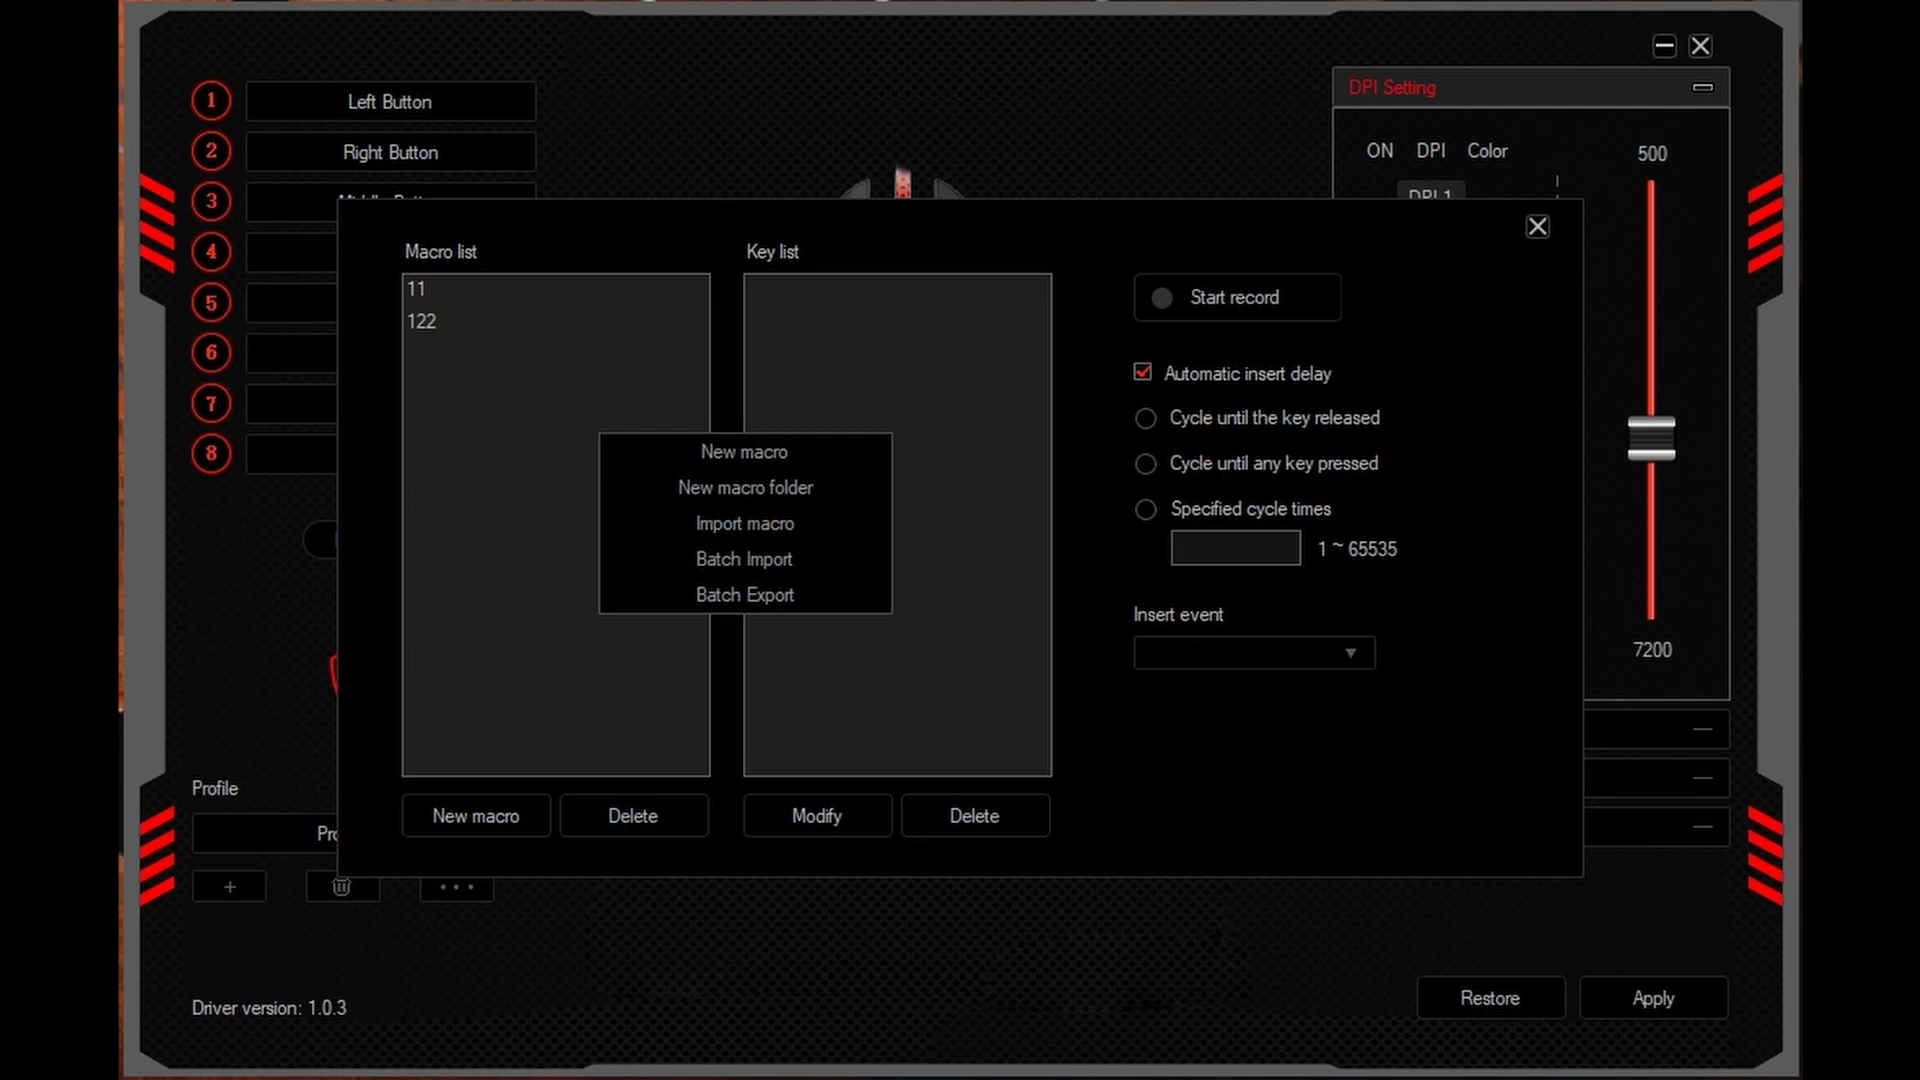 1
Left Button
2
Right Button
3
4
5
6
7
8
DPI Setting
ON DPI Color
500
DPI 1
7200
Macro list
11
122
Key list
New macro
New macro folder
Import macro
Batch Import
Batch Export
New macro
Delete
Modify
Delete
Start record
Automatic insert delay
Cycle until the key released
Cycle until any key pressed
Specified cycle times
1 ~ 65535
Insert event
Profile
+
Driver version: 1.0.3
Restore
Apply